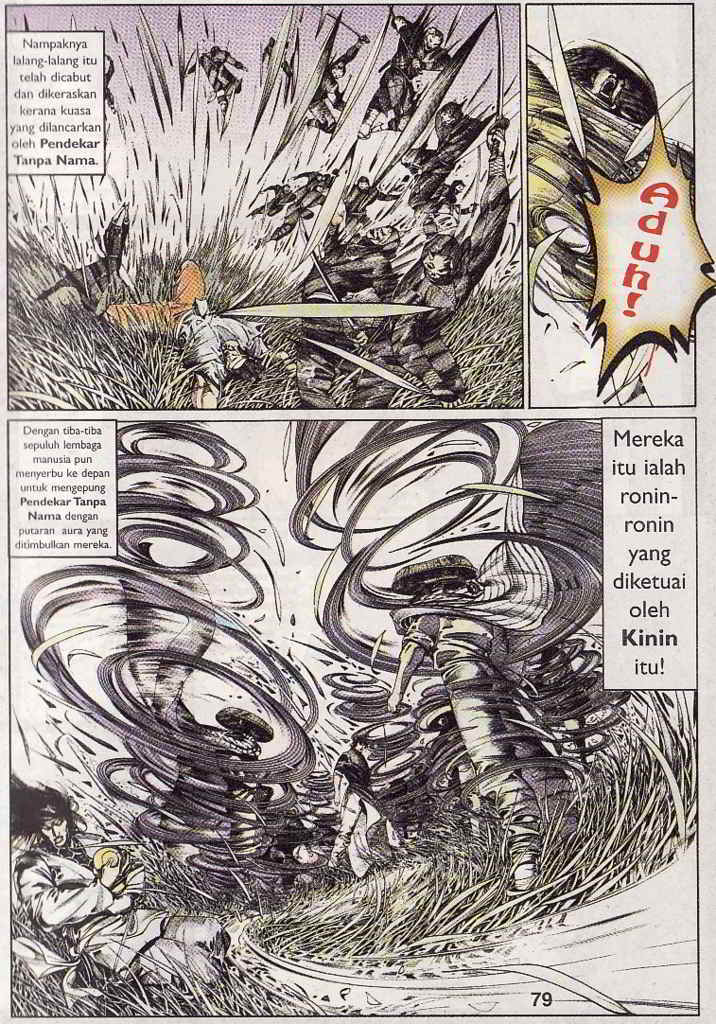 Nampaknya
lalang-lalang itu
telah dicabut
dan dikeraskan
kerana kuasa
yang dilancarkan
oleh Pendekar
Tanpa Nama.
Aduh!
Dengan tiba-tiba
sepuluh lembaga
manusia pun
menyerbu ke depan
untuk mengepung
Pendekar Tanpa
Nama dengan
putaran aura yang
ditimbulkan mereka.
Mereka
itu ialah
ronin-
ronin
yang
diketuai
oleh
Kinin
itu!
79